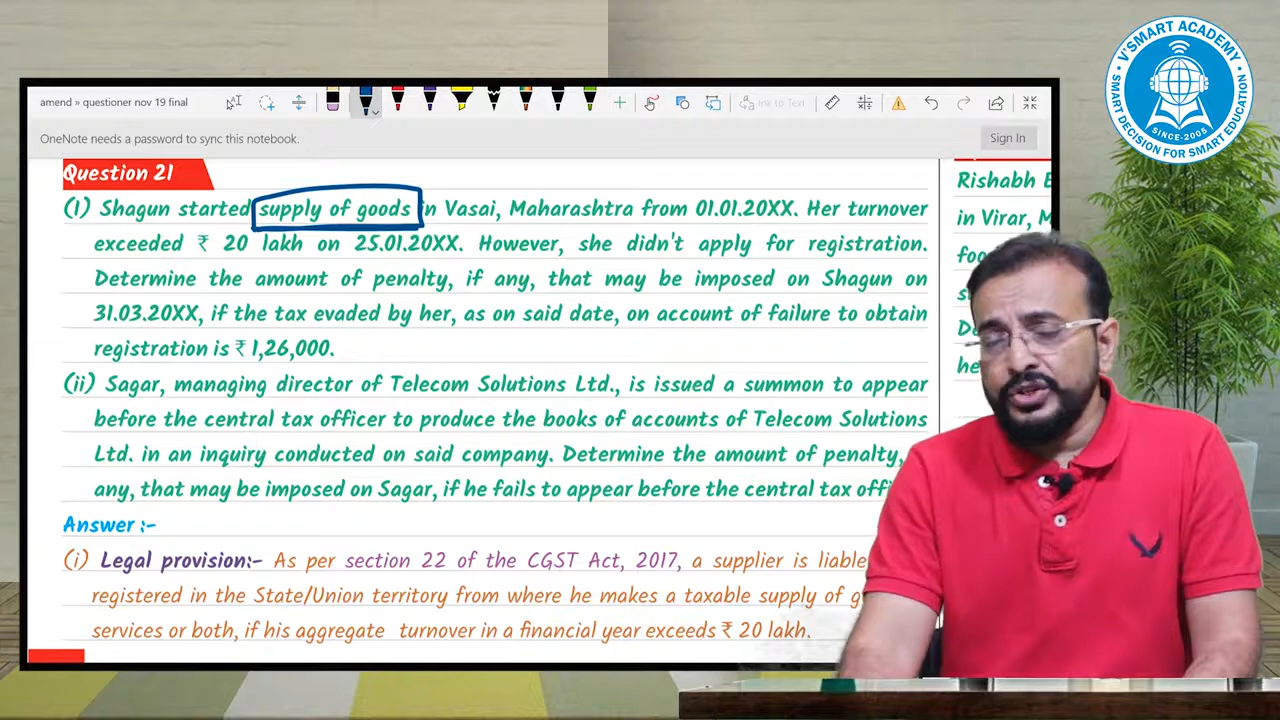 V'SMART ACADEMY
SMART DECISION FOR SMART EDUCATION
SINCE-2005
amend » questioner nov 19 final
Ink to Text
OneNote needs a password to sync this notebook.
Sign In
Question 21
(I) Shagun started supply of goods in Vasai, Maharashtra from 01.01.20XX. Her turnover
exceeded ₹ 20 lakh on 25.01.20XX. However, she didn't apply for registration.
Determine the amount of penalty, if any, that may be imposed on Shagun on
31.03.20XX, if the tax evaded by her, as on said date, on account of failure to obtain
registration is ₹ 1,26,000.
(ii) Sagar, managing director of Telecom Solutions Ltd., is issued a summon to appear
before the central tax officer to produce the books of accounts of Telecom Solutions
Ltd. in an inquiry conducted on said company. Determine the amount of penalty,
any, that may be imposed on Sagar, if he fails to appear before the central tax
Answer :-
(i) Legal provision:- As per section 22 of the CGST Act, 2017, a supplier is liable
registered in the State/Union territory from where he makes a taxable supply of
services or both, if his aggregate turnover in a financial year exceeds ₹ 20 lakh.
Rishabh
in Virar,